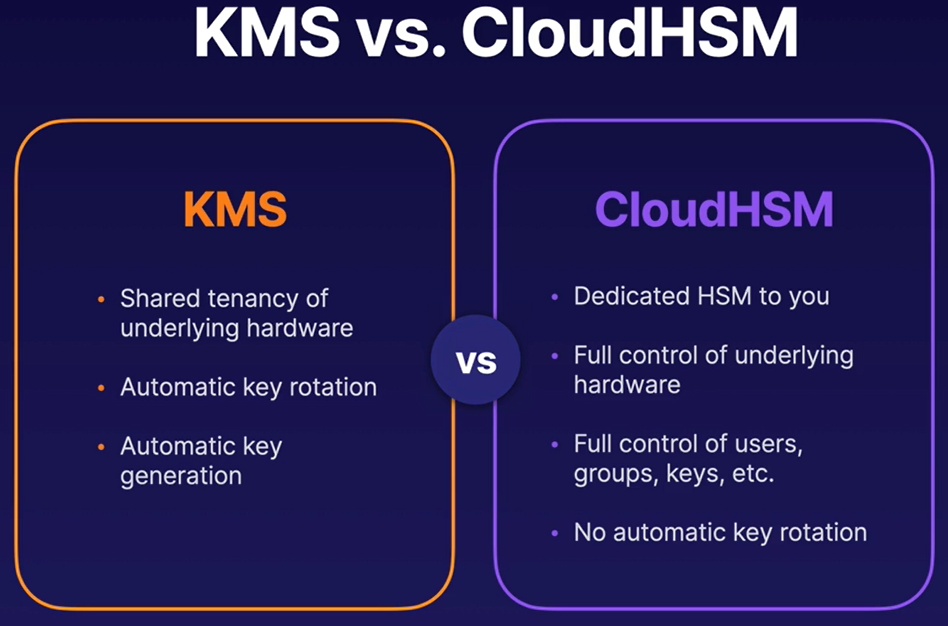 KMS vs. CloudHSM
KMS
• Shared tenancy of
underlying hardware
• Automatic key rotation
• Automatic key
generation
vs
CloudHSM
• Dedicated HSM to you
• Full control of underlying
hardware
• Full control of users,
groups, keys, etc.
• No automatic key rotation